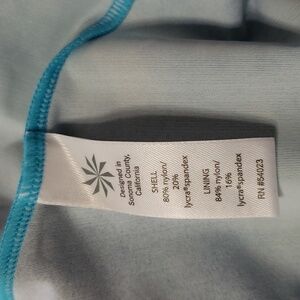 Designed in
Sonoma County,
California
SHELL
80% nylon/
20%
lycra®spandex
LINING
84% nylon/
16%
lycra®spandex
RN #54023